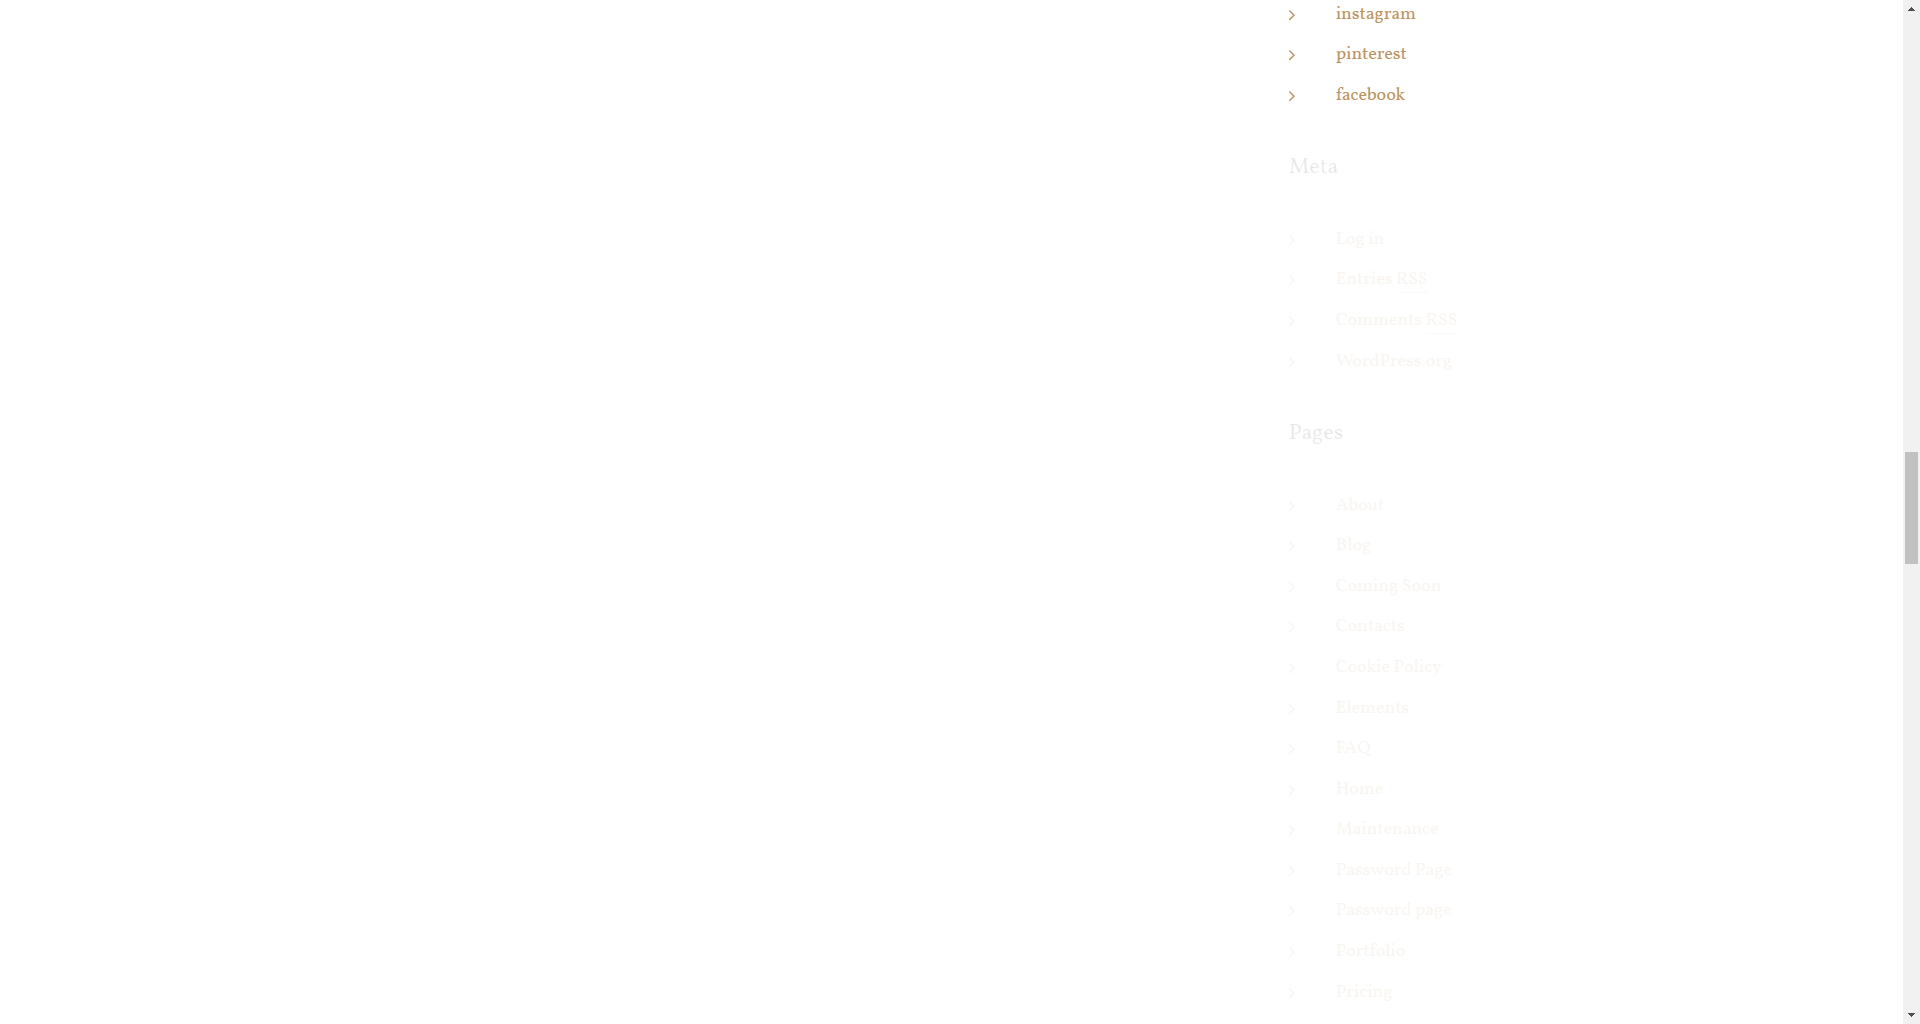 instagram
pinterest
facebook
Meta
Log in
Entries RSS
Comments RSS
WordPress.org
Pages
About
Blog
Coming Soon
Contacts
Cookie Policy
Elements
FAQ
Home
Maintenance
Password Page
Password page
Portfolio
Pricing